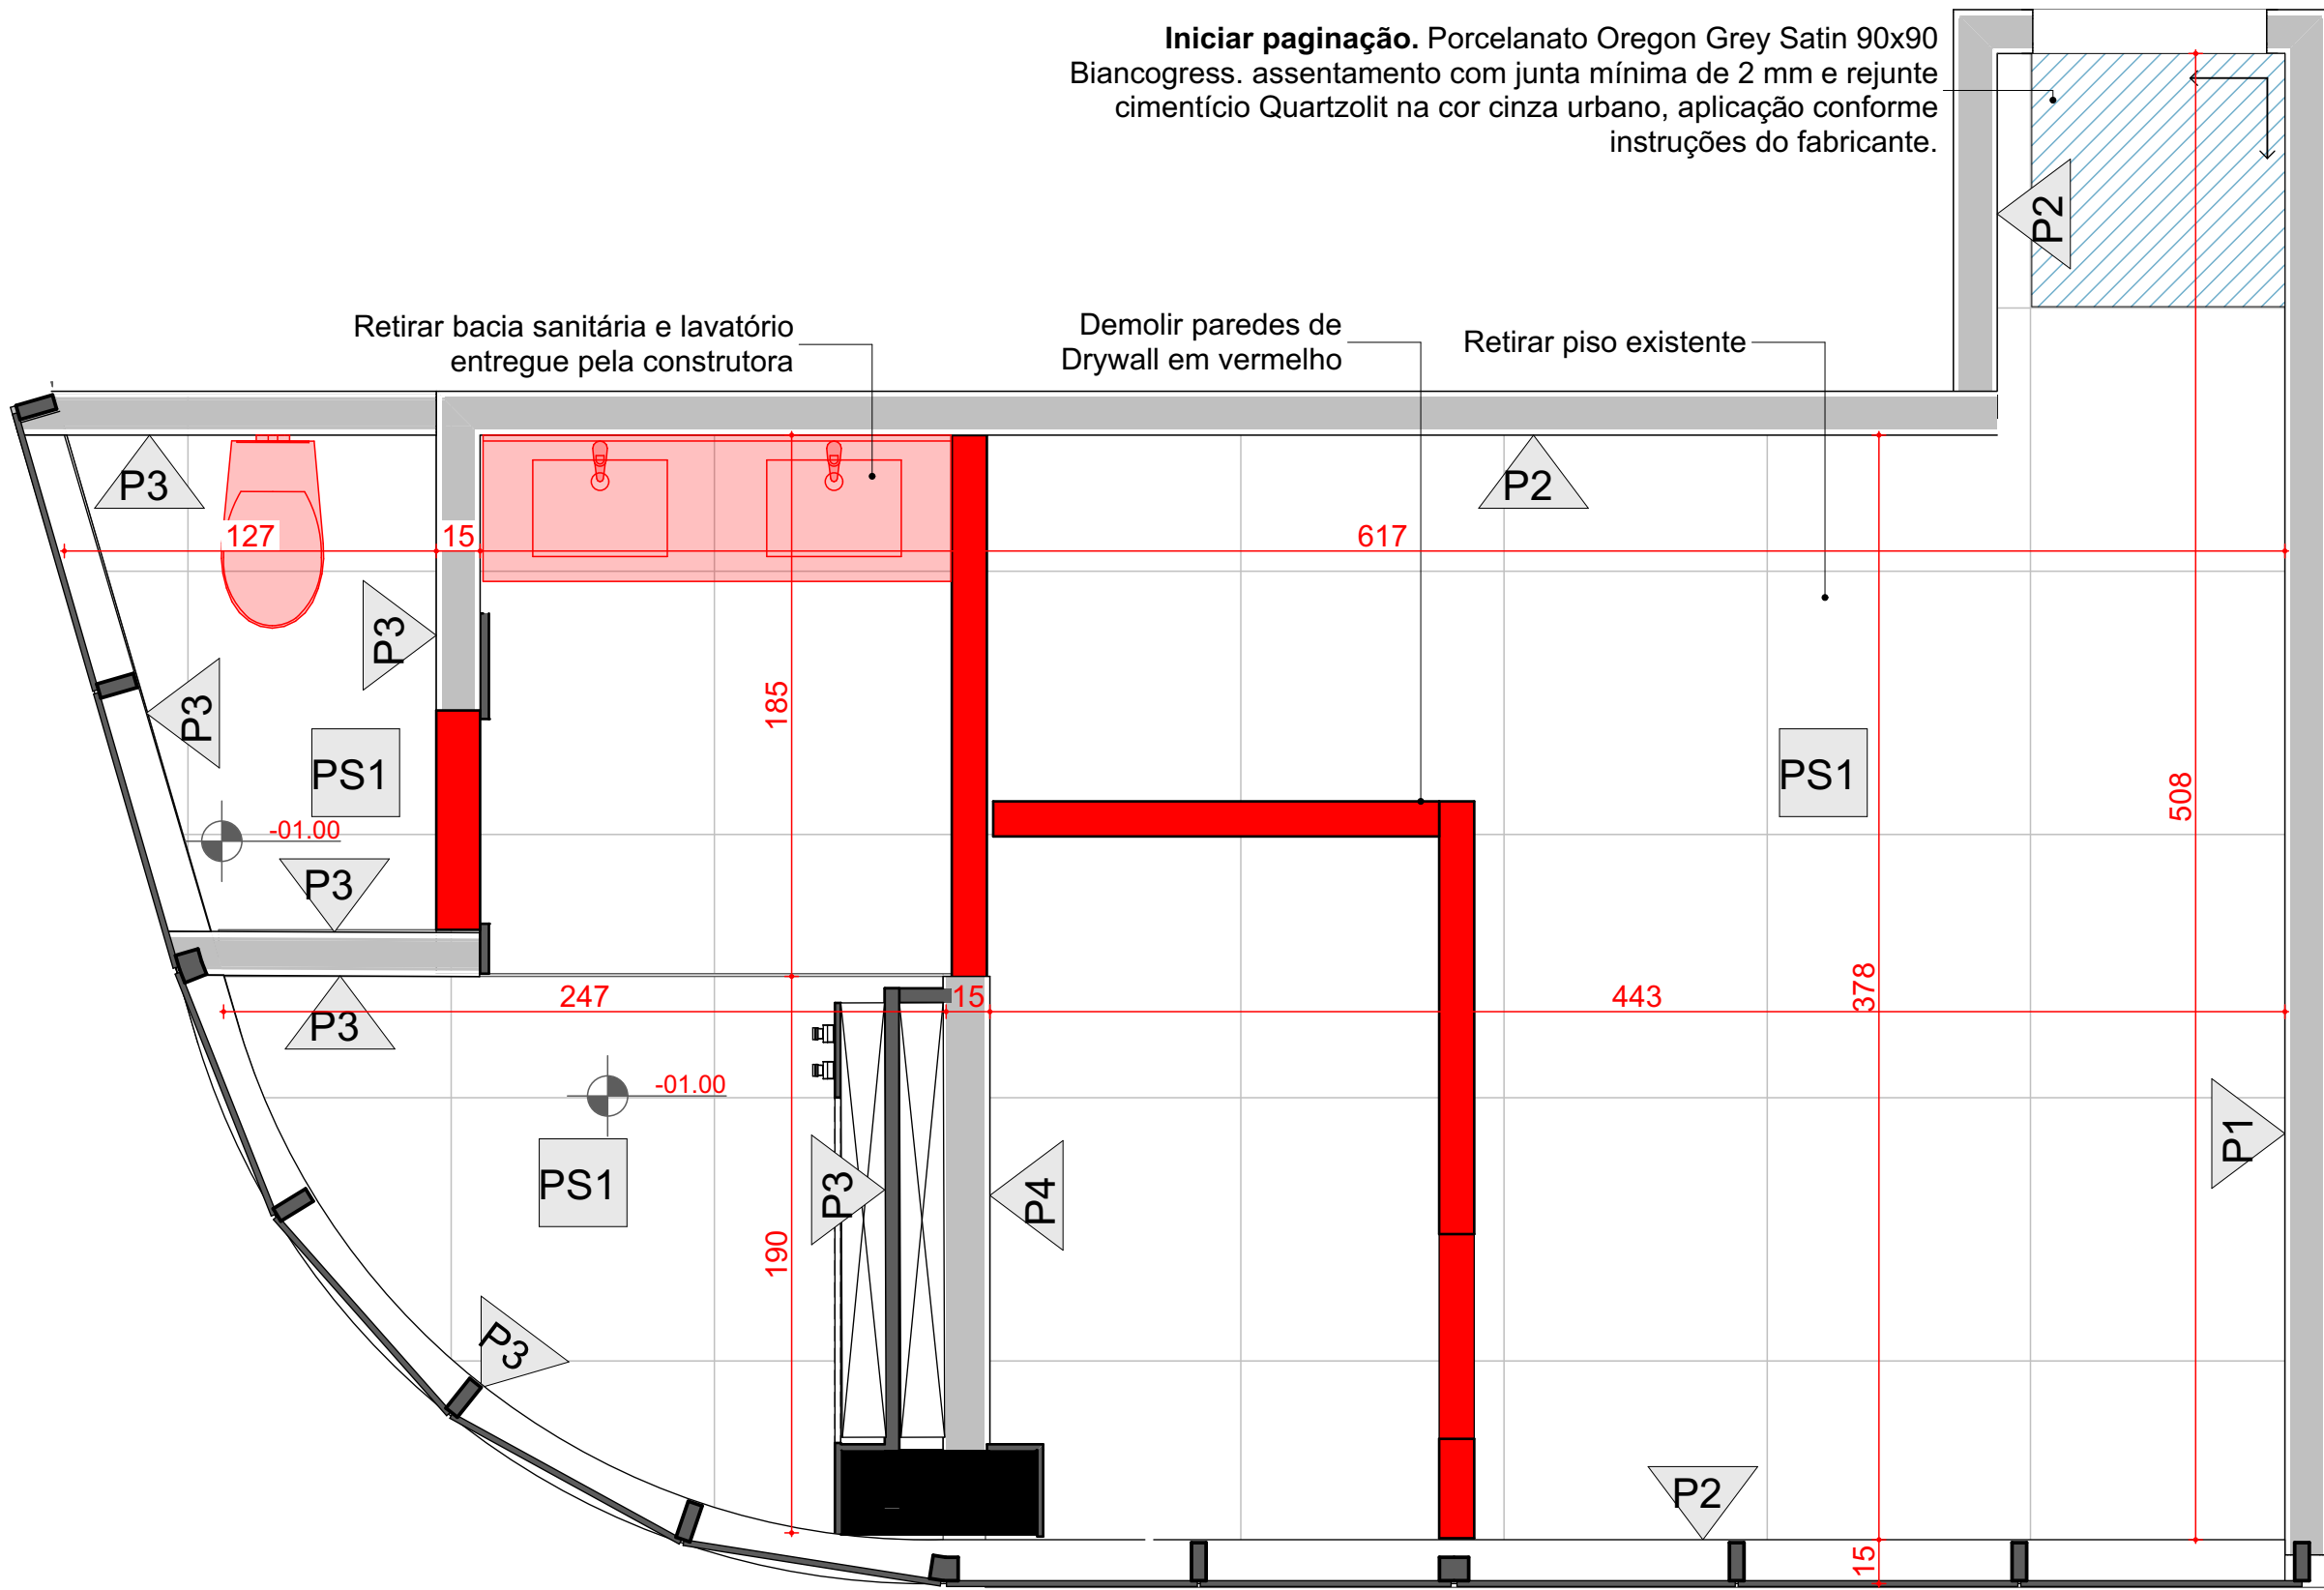 Iniciar paginação. Porcelanato Oregon Grey Satin 90x90
Biancogress. assentamento com junta mínima de 2 mm e rejunte
cimentício Quartzolit na cor cinza urbano, aplicação conforme
instruções do fabricante.
P2
Retirar bacia sanitária e lavatório
entregue pela construtora
Demolir paredes de
Drywall em vermelho
Retirar piso existente
P3
P2
127
15
617
P3
P3
185
PS1
PS1
508
-01.00
P3
247
15
443
378
P3
-01.00
P1
PS1
P3
P4
190
P3
P2
15